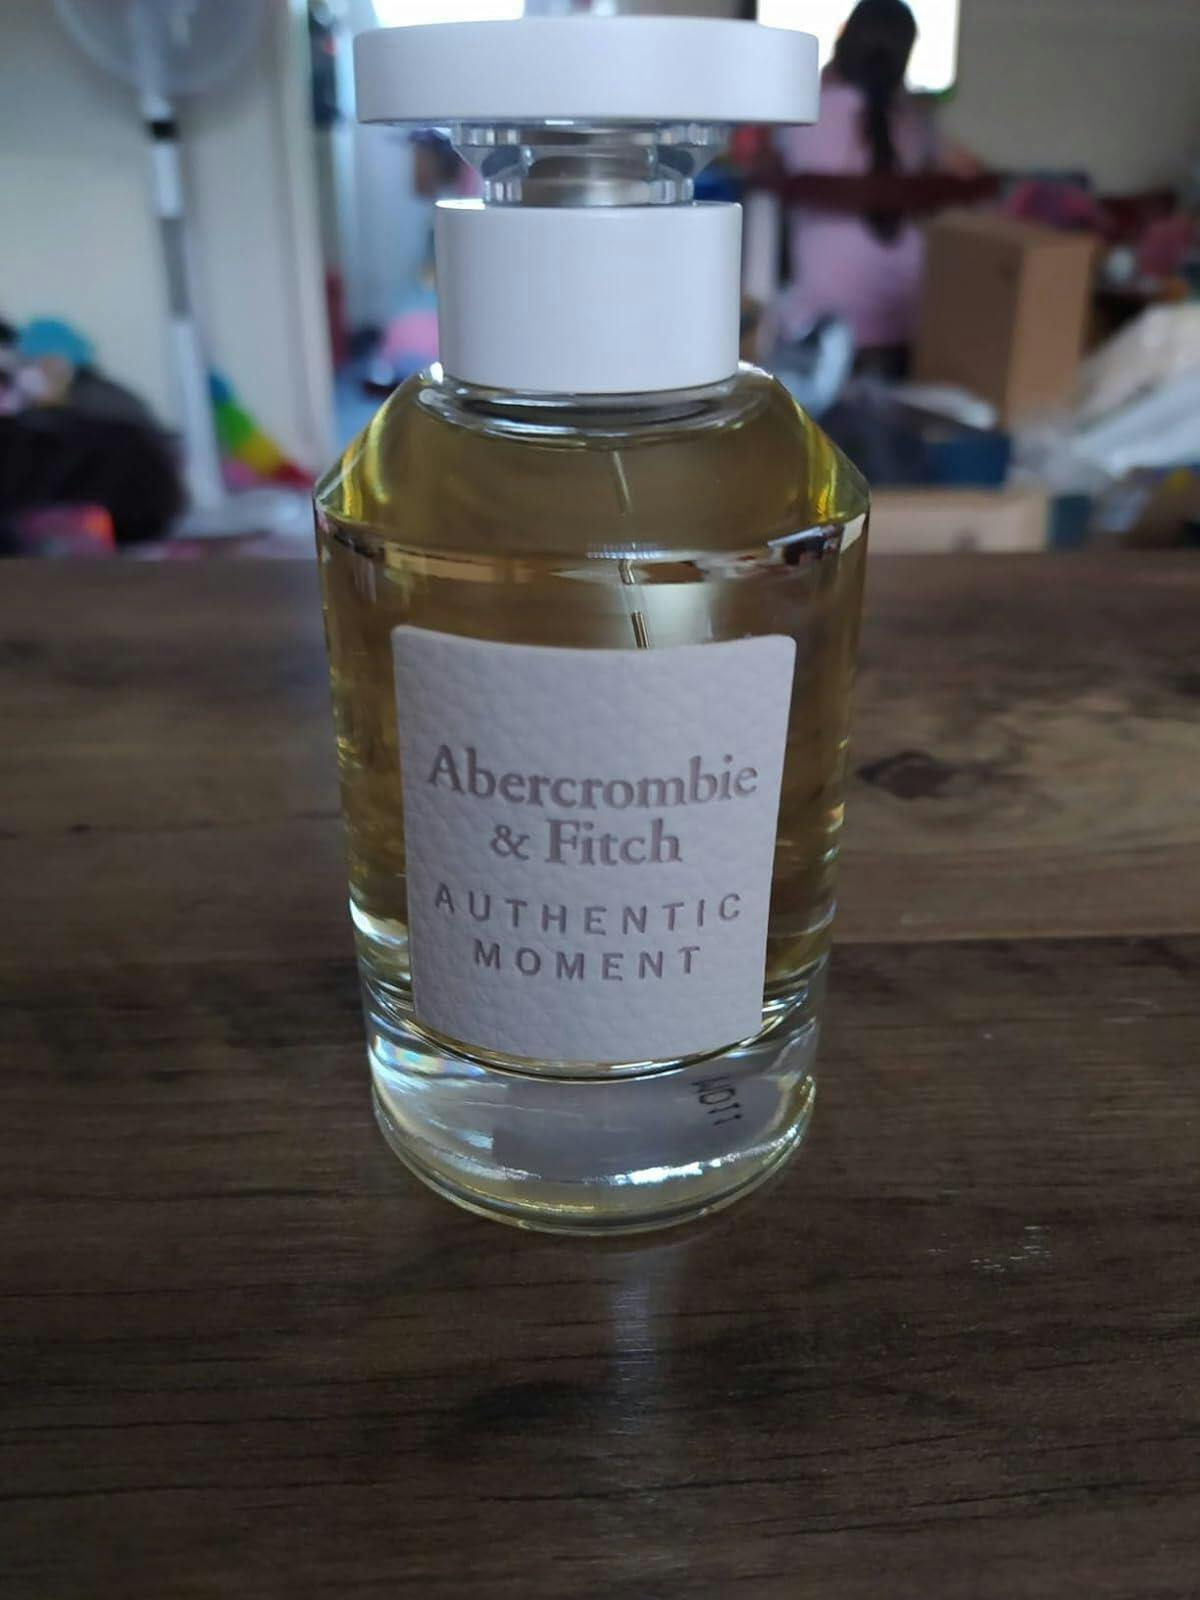 Abercrombie
& Fitch
AUTHENTIC
MOMENT